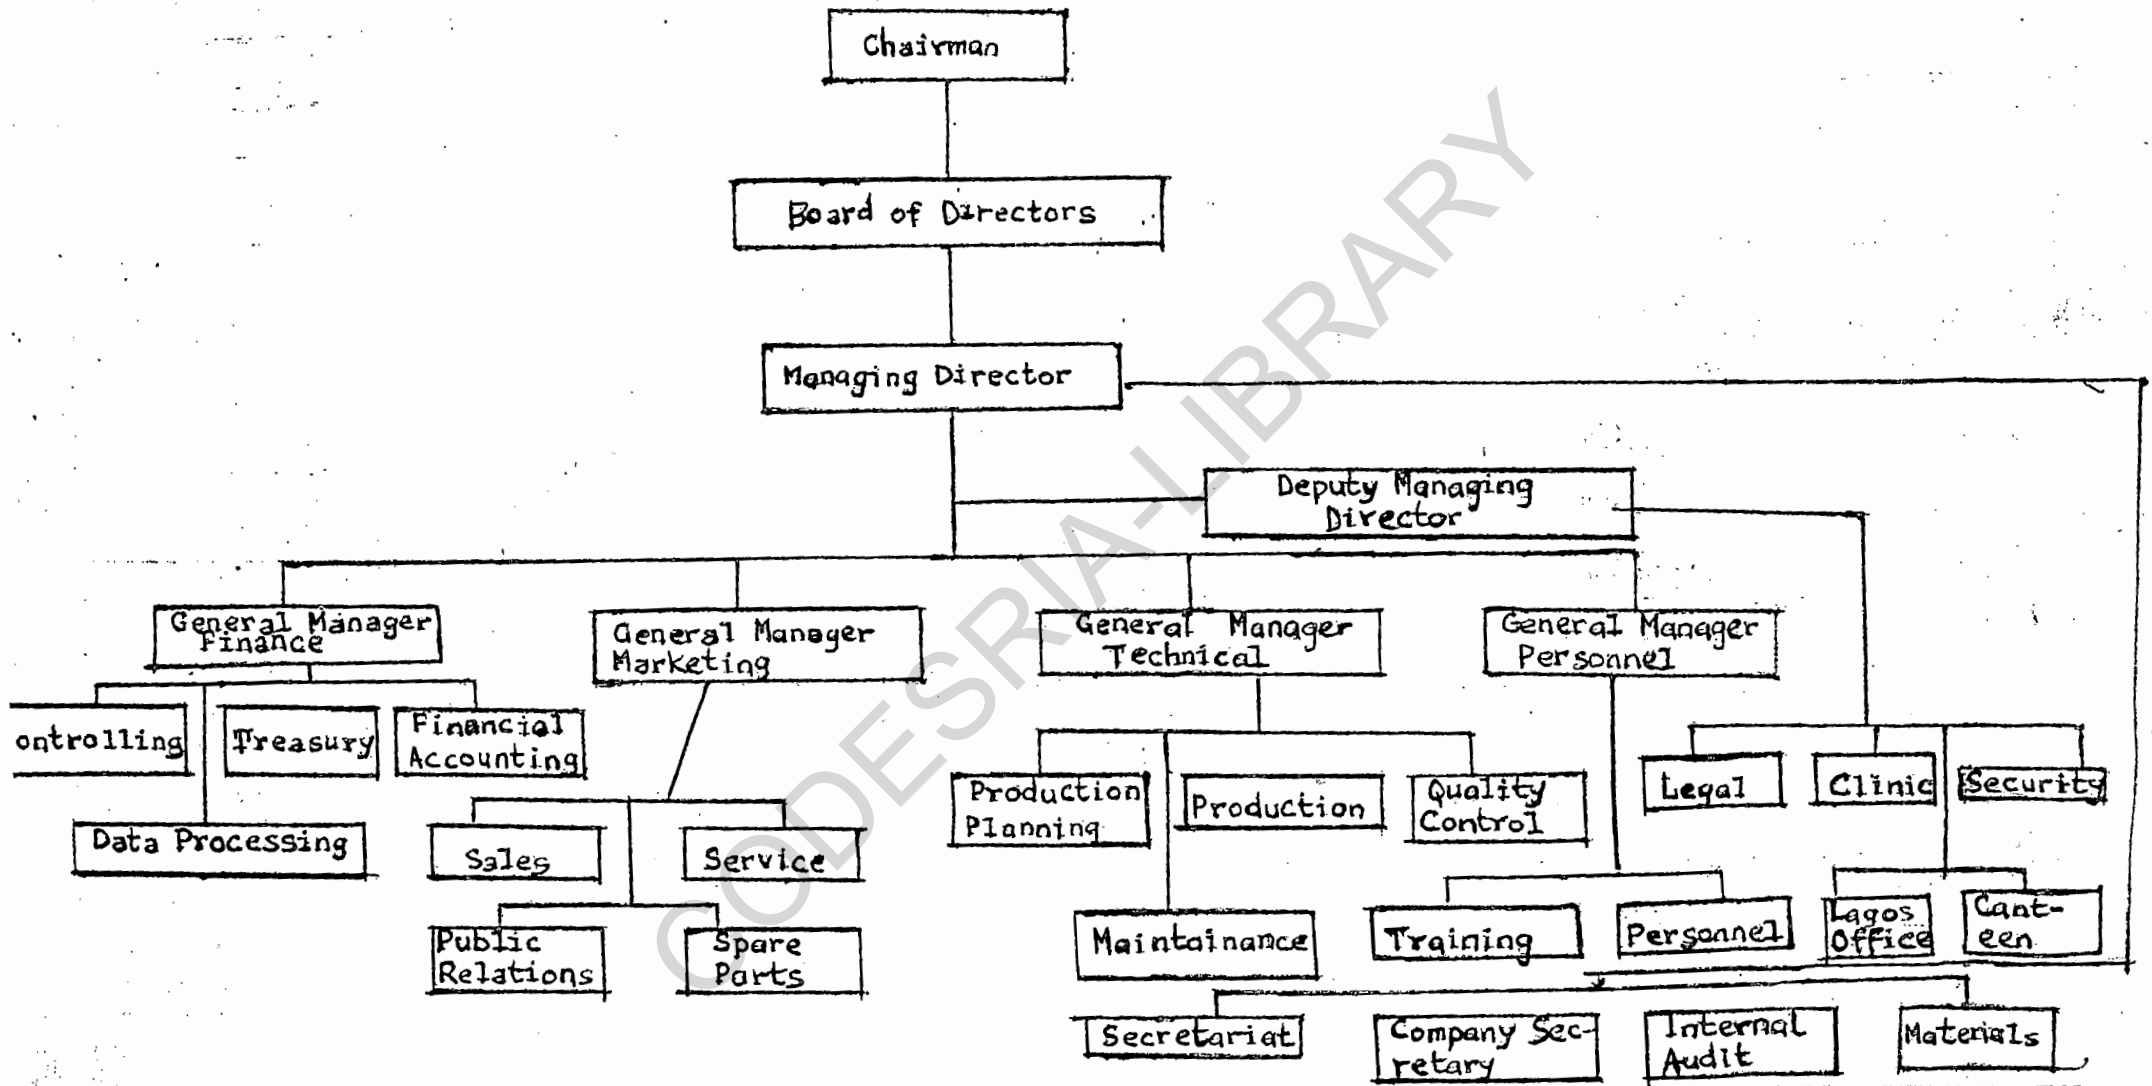 Chairman
Board of Directors
Managing Director
Deputy Managing
Director
General Manager
Finance
General Manager
Marketing
General Manager
Technical
General Manager
Personnel
ontrolling
Treasury
Financial
Accounting
Data Processing
Sales
Service
Public
Relations
Spare
Parts
Production
Planning
Production
Quality
Control
Maintainance
Training
Personnel
Legal
Clinic
Security
Lagos
Office
Cant-
een
Secretariat
Company Sec-
retary
Internal
Audit
Materials
CODESRIA-LIBRARY